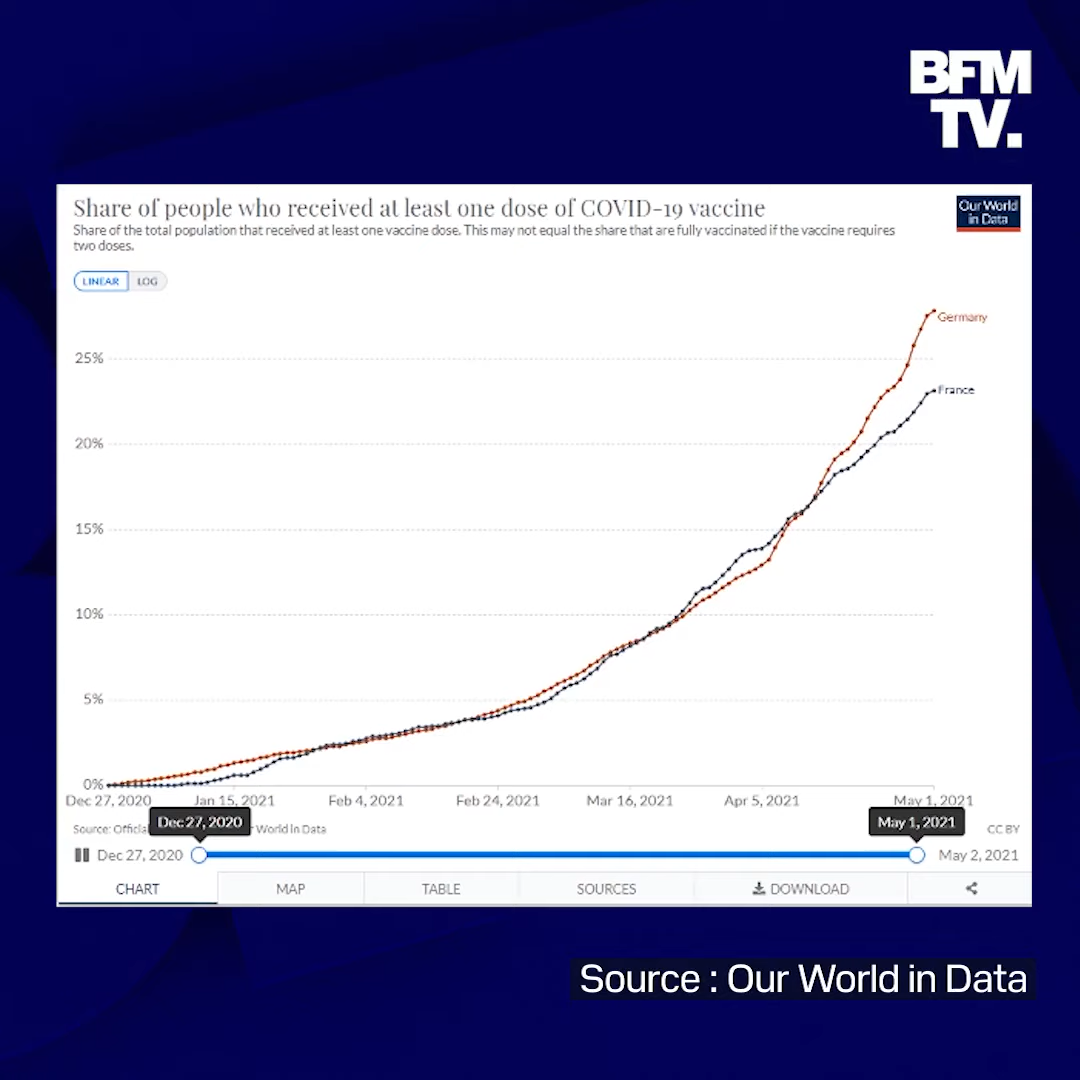 BFM
TV.
Share of people who received at least one dose of COVID-19 vaccine
Our World
in Data
Share of the total population that received at least one vaccine dose. This may not equal the share that are fully vaccinated if the vaccine requires
two doses.
LINEAR LOG
Germany
25%
France
20%
15%
10%
5%
0%
Dec 27, 2020 Jan 15, 2021 Feb 4, 2021 Feb 24, 2021 Mar 16, 2021 Apr 5, 2021 May 1, 2021
Dec 27, 2020 May 1, 2021
Source: Official World in Data CC BY
Dec 27, 2020 May 2, 2021
CHART MAP TABLE SOURCES DOWNLOAD
Source : Our World in Data